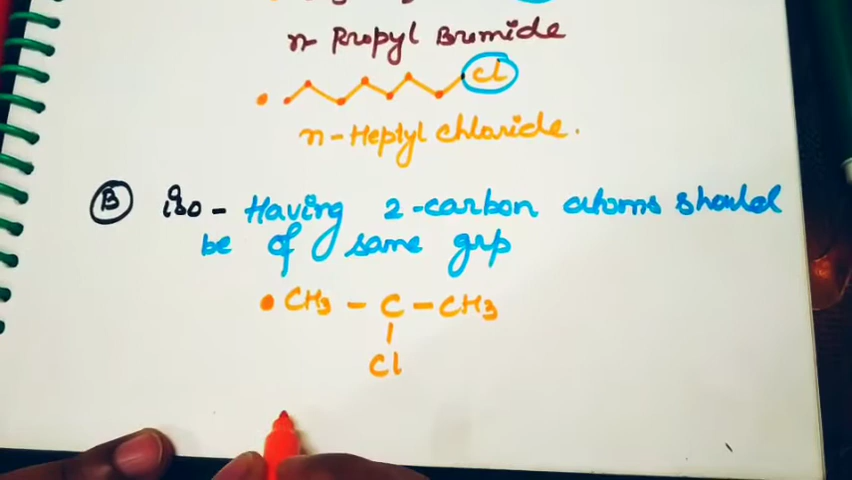 n- Propyl Bromide
Cl
n-Heptyl chloride.
B iso- Having 2-carbon atoms should
be of same grp
CH3 - C - CH3
Cl